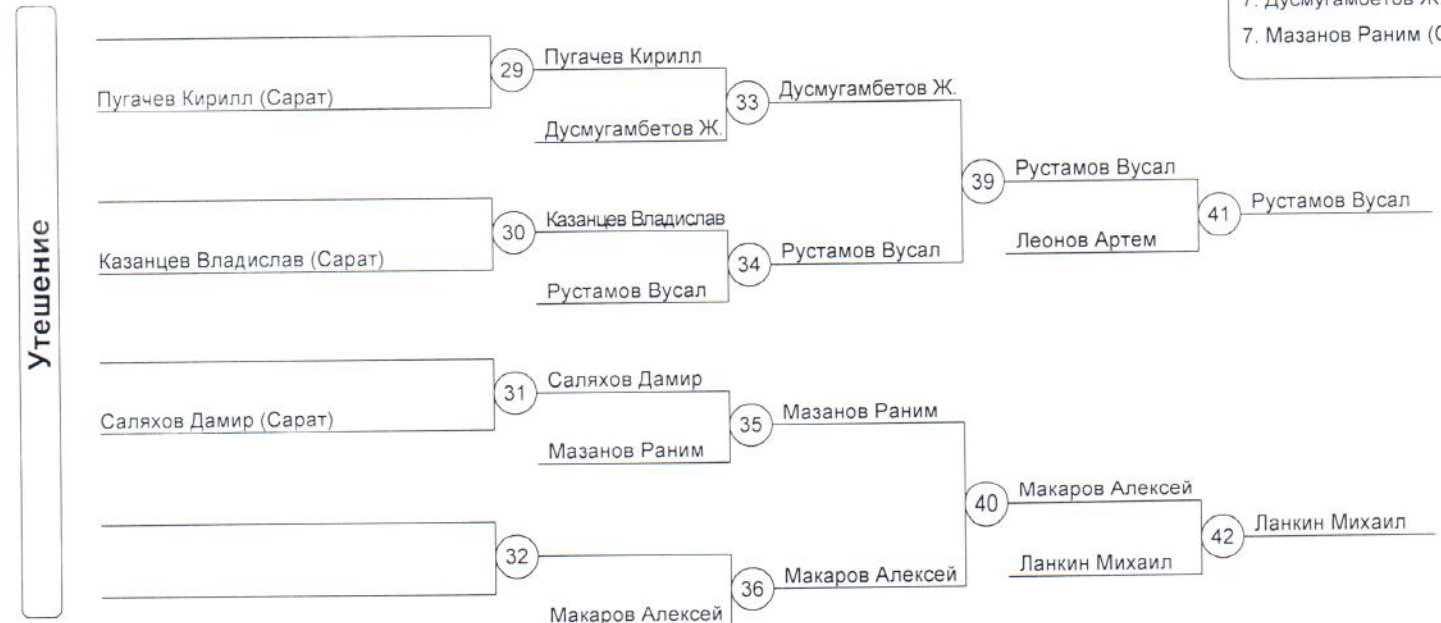 7. Дусмугамбетов Ж
7. Мазанов Раним (С
Утешение
29
Пугачев Кирилл
Пугачев Кирилл (Сарат)
33
Дусмугамбетов Ж.
Дусмугамбетов Ж.
39
Рустамов Вусал
41
Рустамов Вусал
30
Казанцев Владислав
Казанцев Владислав (Сарат)
34
Рустамов Вусал
Леонов Артем
Рустамов Вусал
31
Саляхов Дамир
Саляхов Дамир (Сарат)
35
Мазанов Раним
Мазанов Раним
40
Макаров Алексей
42
Ланкин Михаил
32
36
Макаров Алексей
Ланкин Михаил
Макаров Алексей